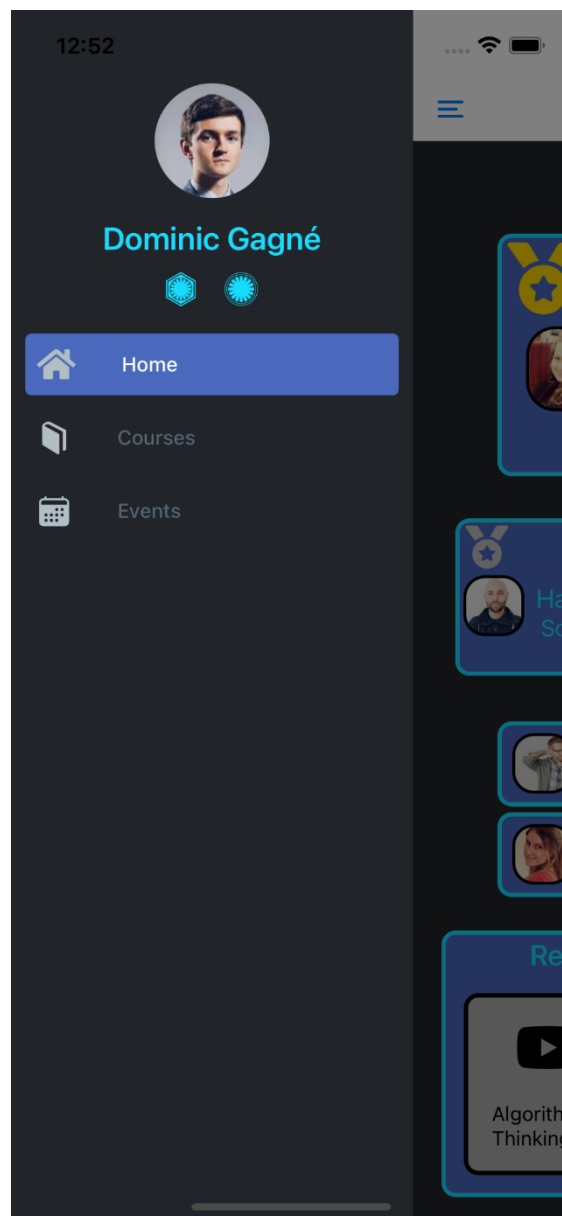 12:52
Dominic Gagné
Home
Courses
Events
Ha
So
Re
Algorith
Thinking